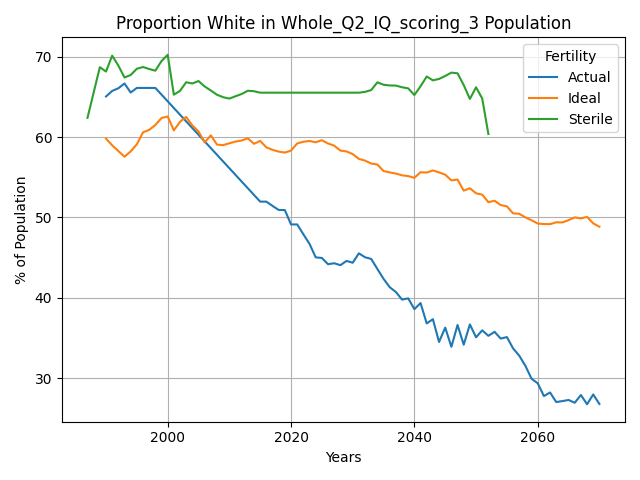 Proportion White in Whole_Q2_IQ_scoring_3 Population
% of Population
70
60
50
40
30
2000
2020
2040
2060
Years
Fertility
Actual
Ideal
Sterile